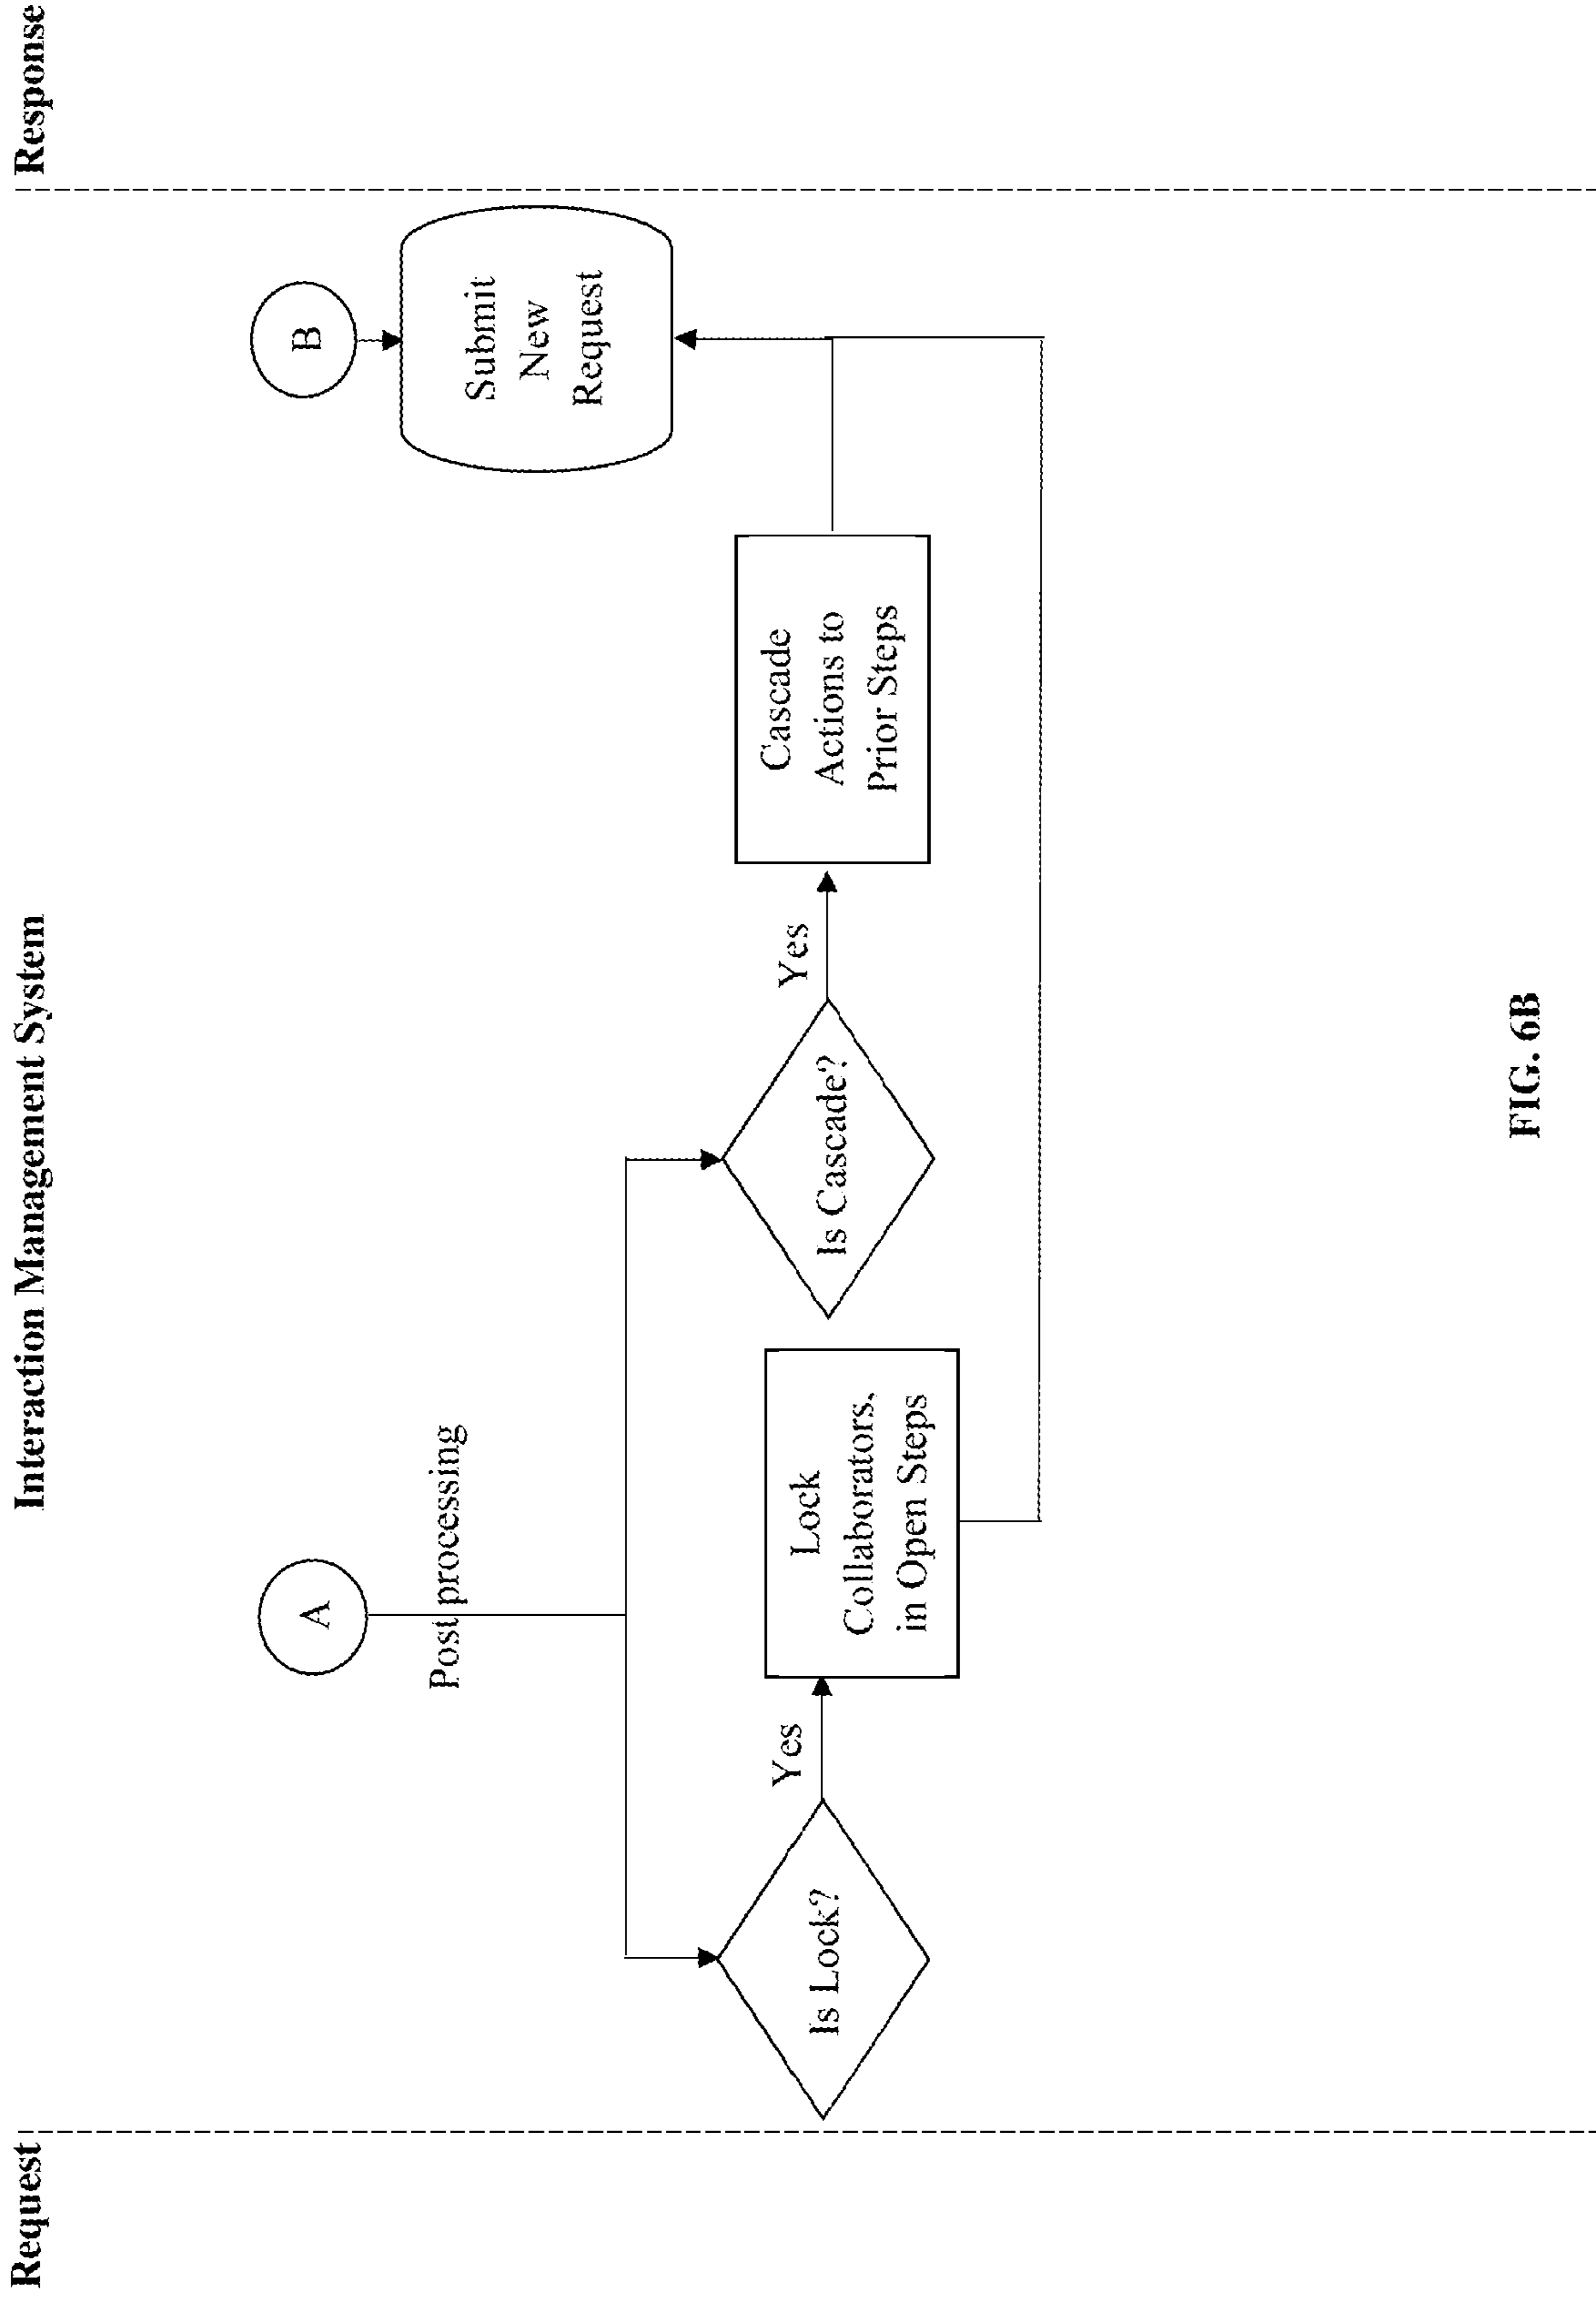 Request
Interaction Management System
Response
A
B
Post processing
Submit
New
Request
Is Lock?
Yes
Lock
Collaborators,
in Open Steps
Is Cascade?
Yes
Cascade
Actions to
Prior Steps
FIG. 6B